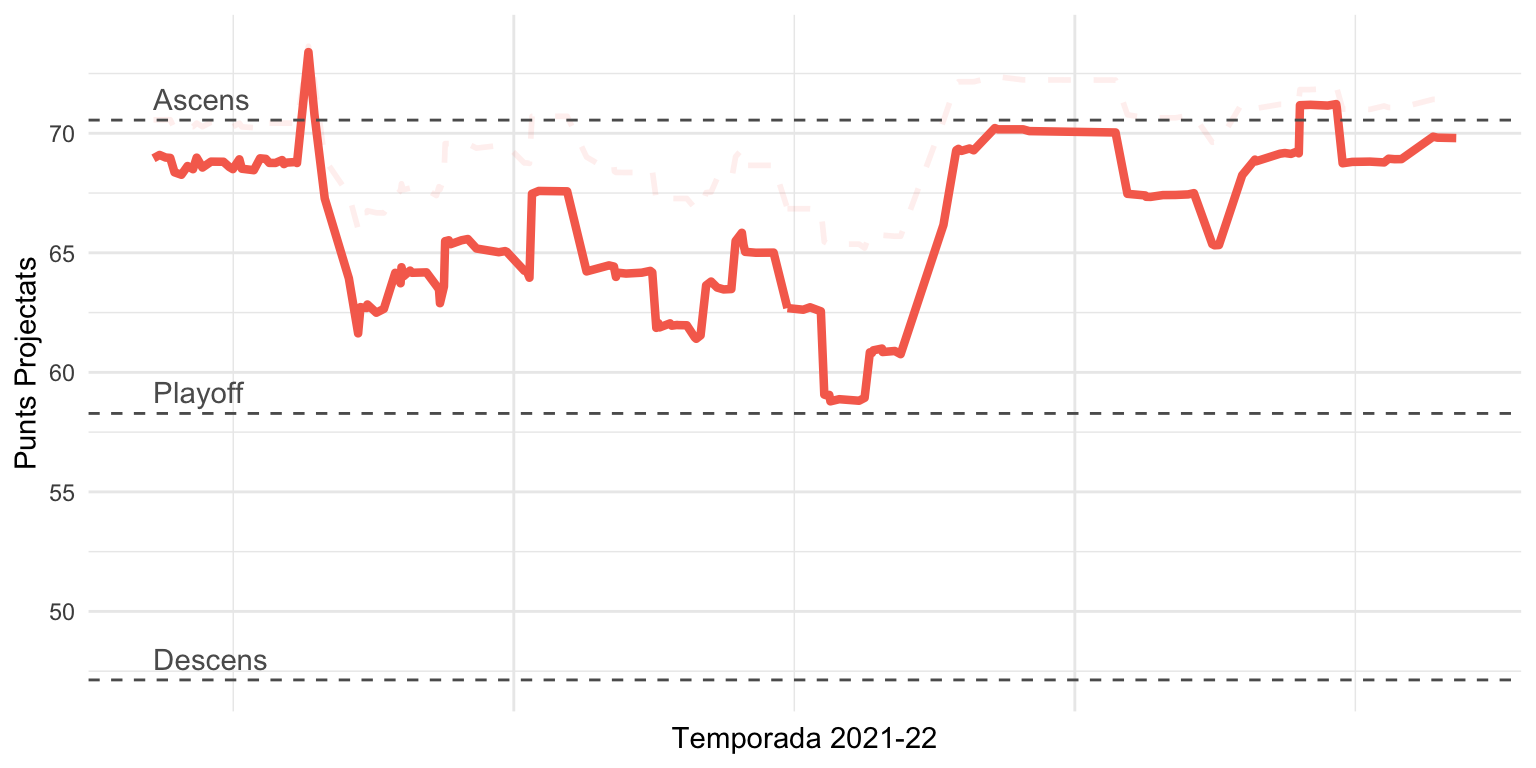 Ascens
70
65
60
Playoff
55
50
Descens
Punts Projectats
Temporada 2021-22